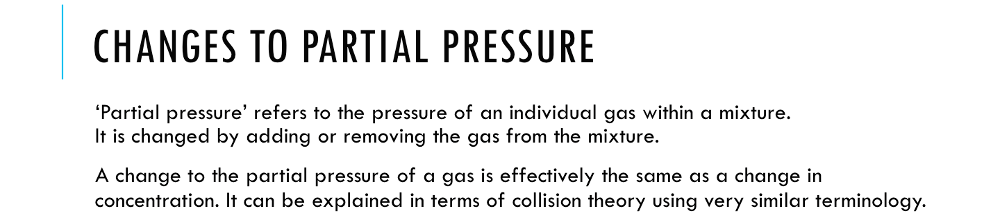 CHANGES TO PARTIAL PRESSURE
‘Partial pressure’ refers to the pressure of an individual gas within a mixture.
It is changed by adding or removing the gas from the mixture.
A change to the partial pressure of a gas is effectively the same as a change in
concentration. It can be explained in terms of collision theory using very similar terminology.